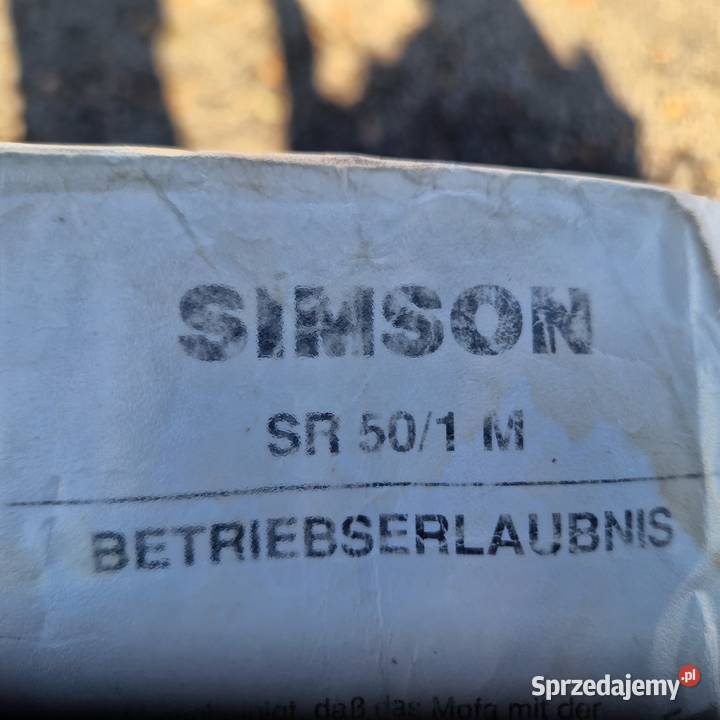 SIMSON
SR 50/1 M
BETRIEBSERLAUBNIS
daß das Mofa mit der
Sprzedajemy.pl